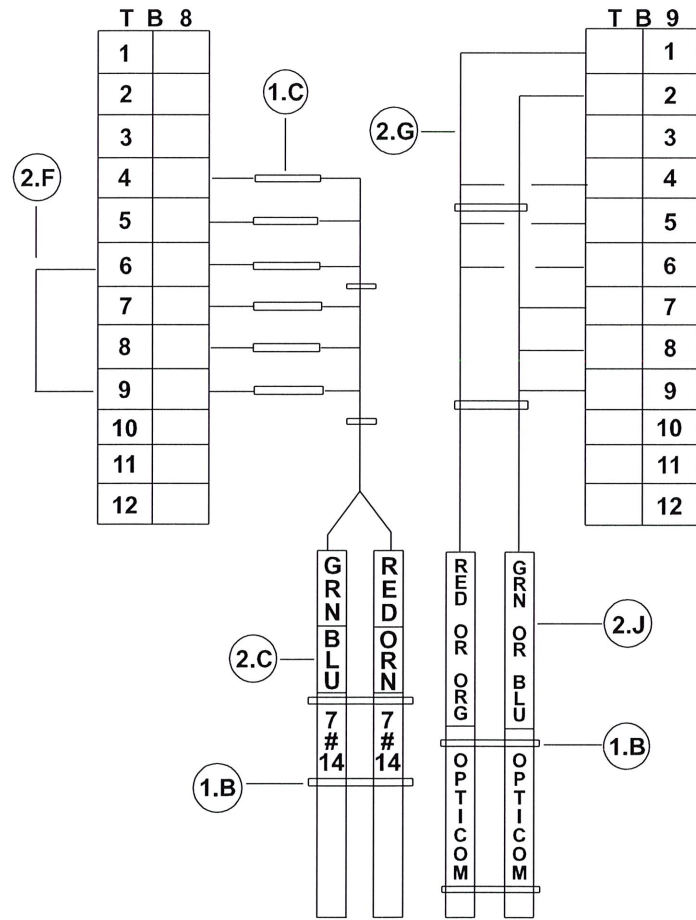 T B 8
1
2
3
4
5
6
7
8
9
10
11
12
2.F
1.C
2.G
T B 9
1
2
3
4
5
6
7
8
9
10
11
12
GRN BLU
7 #14
RED ORN
7 #14
RED OR ORG
OPTICOM
GRN OR BLU
OPTICOM
2.C
1.B
2.J
1.B